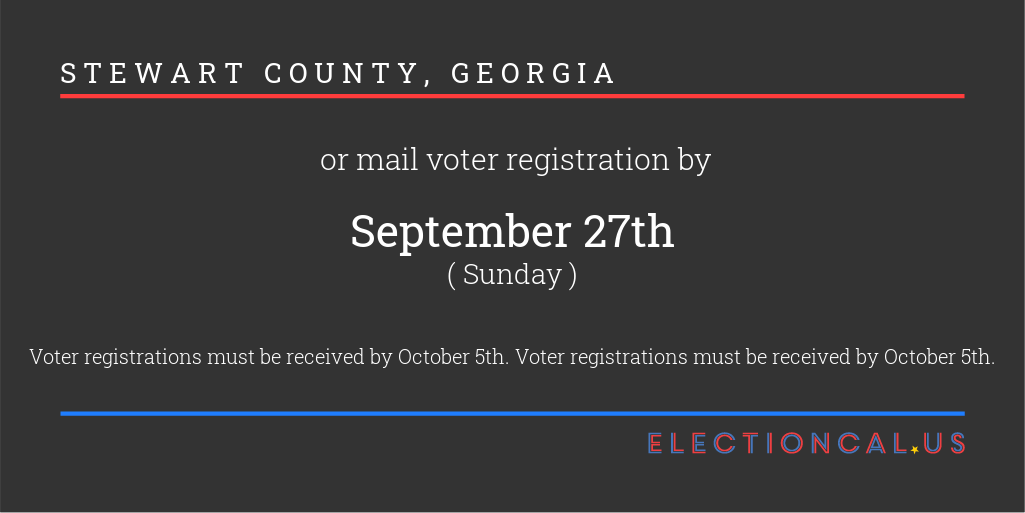 STEWART COUNTY, GEORGIA
or mail voter registration by
September 27th
( Sunday )
Voter registrations must be received by October 5th. Voter registrations must be received by October 5th.
ELECTIONCAL.US